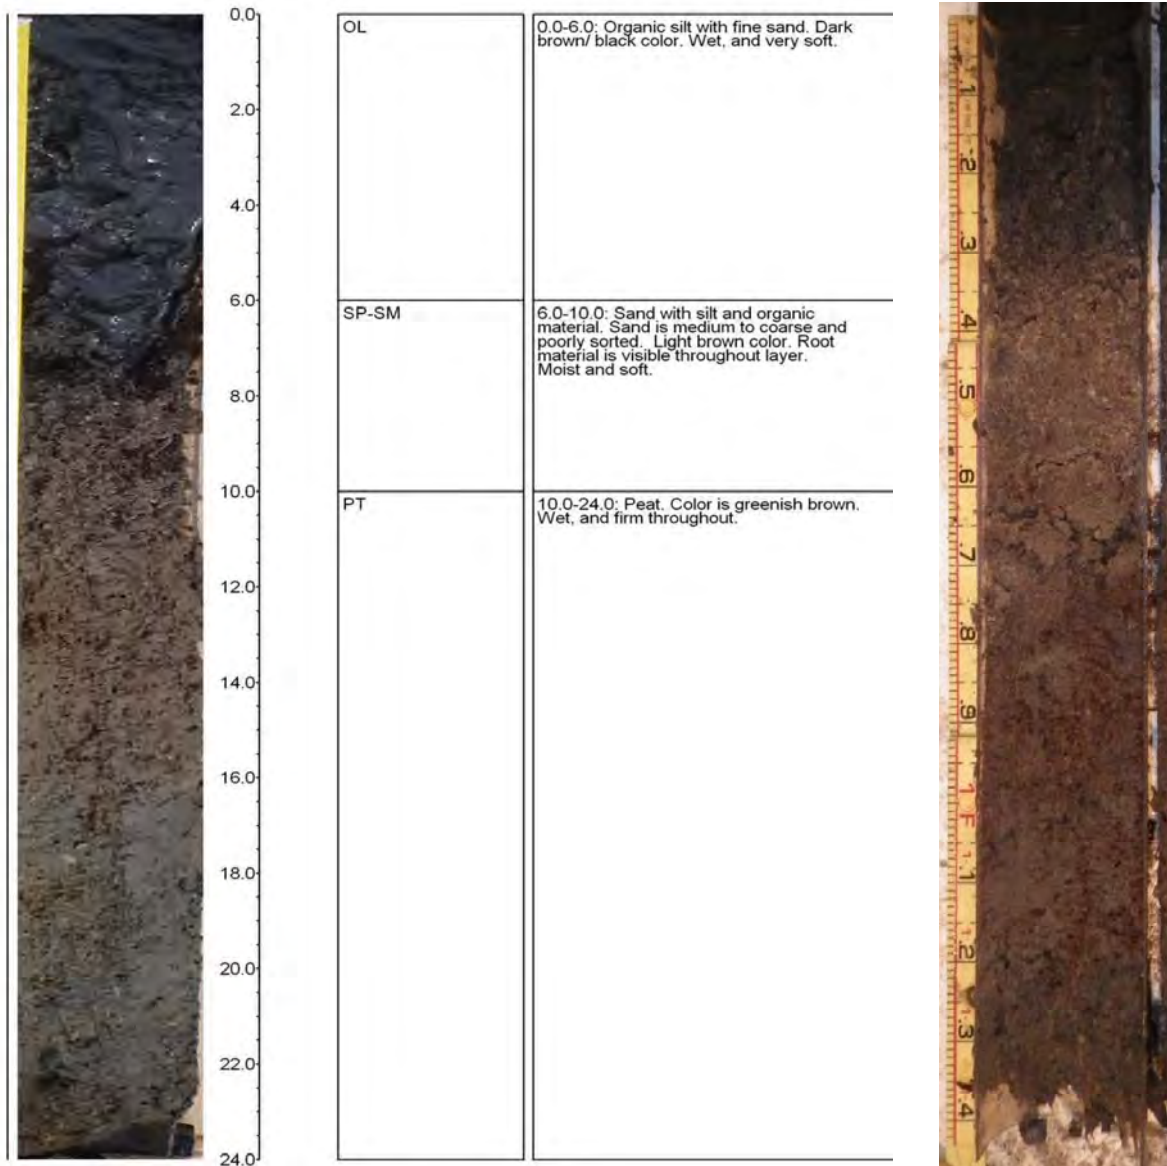 0.0
2.0
4.0
6.0
8.0
10.0
12.0
14.0
16.0
18.0
20.0
22.0
24.0
OL
0.0-6.0: Organic silt with fine sand. Dark
brown/ black color. Wet, and very soft.
SP-SM
6.0-10.0: Sand with silt and organic
material. Sand is medium to coarse and
poorly sorted.  Light brown color. Root
material is visible throughout layer.
Moist and soft.
PT
10.0-24.0: Peat. Color is greenish brown.
Wet, and firm throughout.
.1
.2
.3
.4
.5
.6
.7
.8
.9
1F
1.1
1.2
1.3
.4